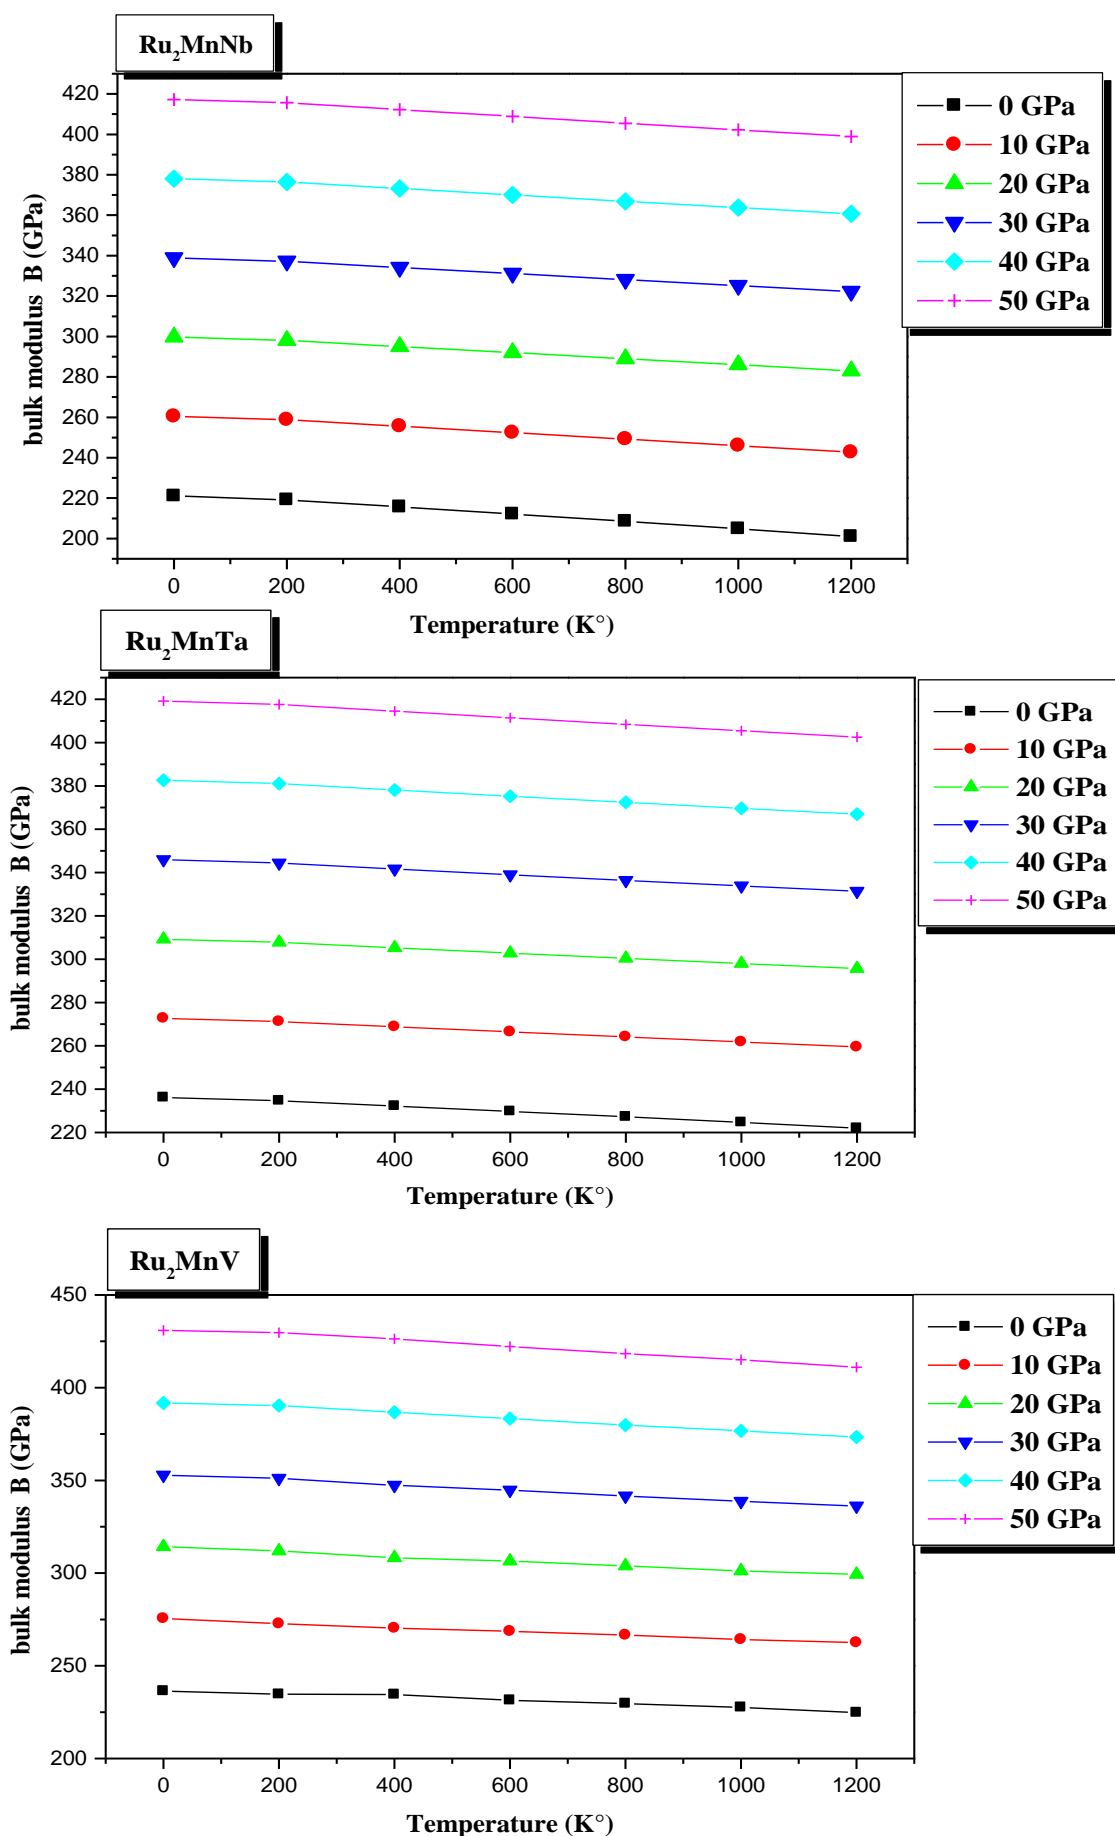 Ru₂MnNb
420
400
380
360
340
320
300
280
260
240
220
200
bulk modulus B (GPa)
0 200 400 600 800 1000 1200
Temperature (K°)
0 GPa
10 GPa
20 GPa
30 GPa
40 GPa
50 GPa
Ru₂MnTa
420
400
380
360
340
320
300
280
260
240
220
bulk modulus B (GPa)
0 200 400 600 800 1000 1200
Temperature (K°)
0 GPa
10 GPa
20 GPa
30 GPa
40 GPa
50 GPa
Ru₂MnV
450
400
350
300
250
200
bulk modulus B (GPa)
0 200 400 600 800 1000 1200
Temperature (K°)
0 GPa
10 GPa
20 GPa
30 GPa
40 GPa
50 GPa